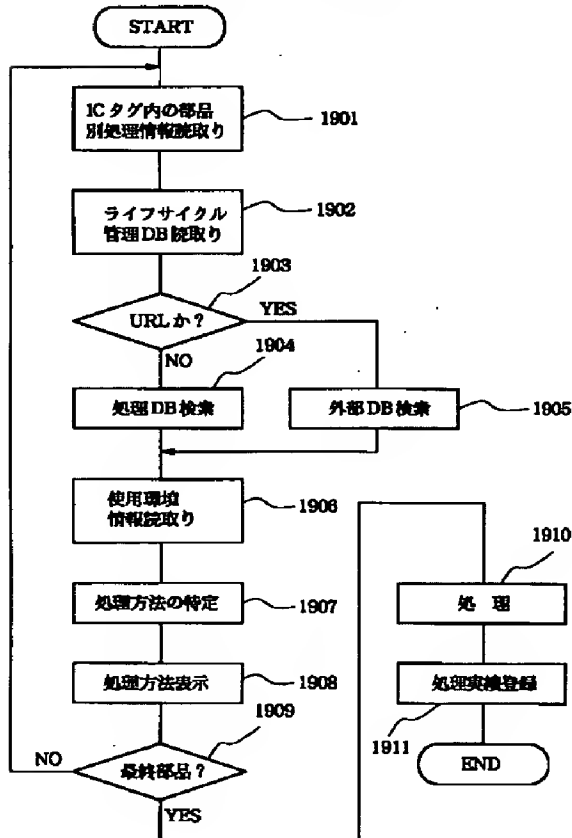 START
ICタグ内の部品
別処理情報読取り
1901
ライフサイクル
管理DB読取り
1902
1903
URLか?
YES
NO
1904
処理DB検索
外部DB検索
1905
使用環境
情報読取り
1906
処理方法の特定
1907
処理方法表示
1908
1909
最終部品?
NO
YES
1910
処 理
処理実績登録
1911
END